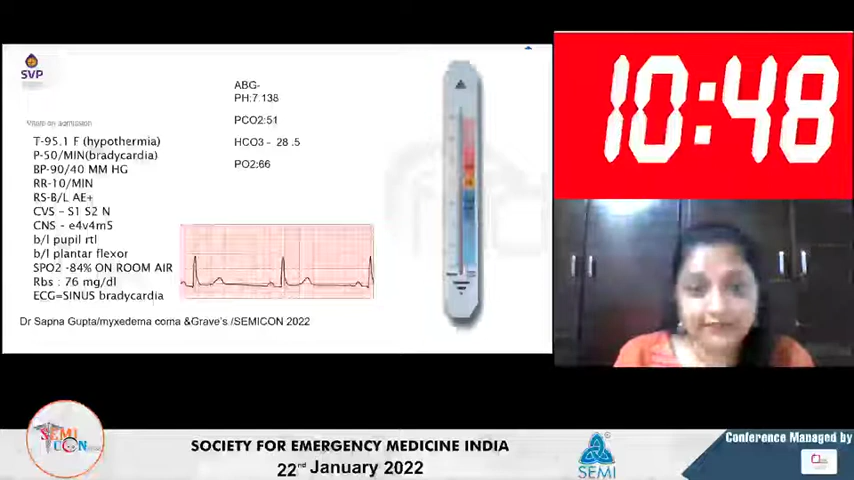 SVP
Vitals on admission
T-95.1 F (hypothermia)
P-50/MIN(bradycardia)
BP-90/40 MM HG
RR-10/MIN
RS-B/L AE+
CVS - S1 S2 N
CNS - e4v4m5
b/l pupil rtl
b/l plantar flexor
SPO2 -84% ON ROOM AIR
Rbs : 76 mg/dl
ECG=SINUS bradycardia
ABG-
PH:7.138
PCO2:51
HCO3 - 28.5
PO2:66
Dr Sapna Gupta/myxedema coma &Grave's /SEMICON 2022
10:48
SEMI
CON
SOCIETY FOR EMERGENCY MEDICINE INDIA
22nd January 2022
SEMI
Conference Managed by